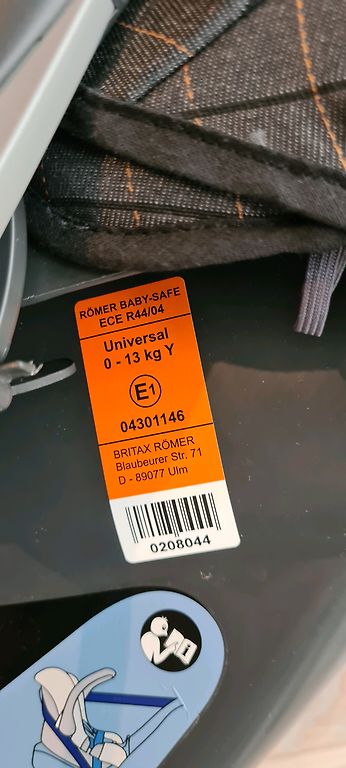 RÖMER BABY-SAFE
ECE R44/04
Universal
0 - 13 kg Y
E1
04301146
BRITAX RÖMER
Blaubeurer Str. 71
D - 89077 Ulm
0208044